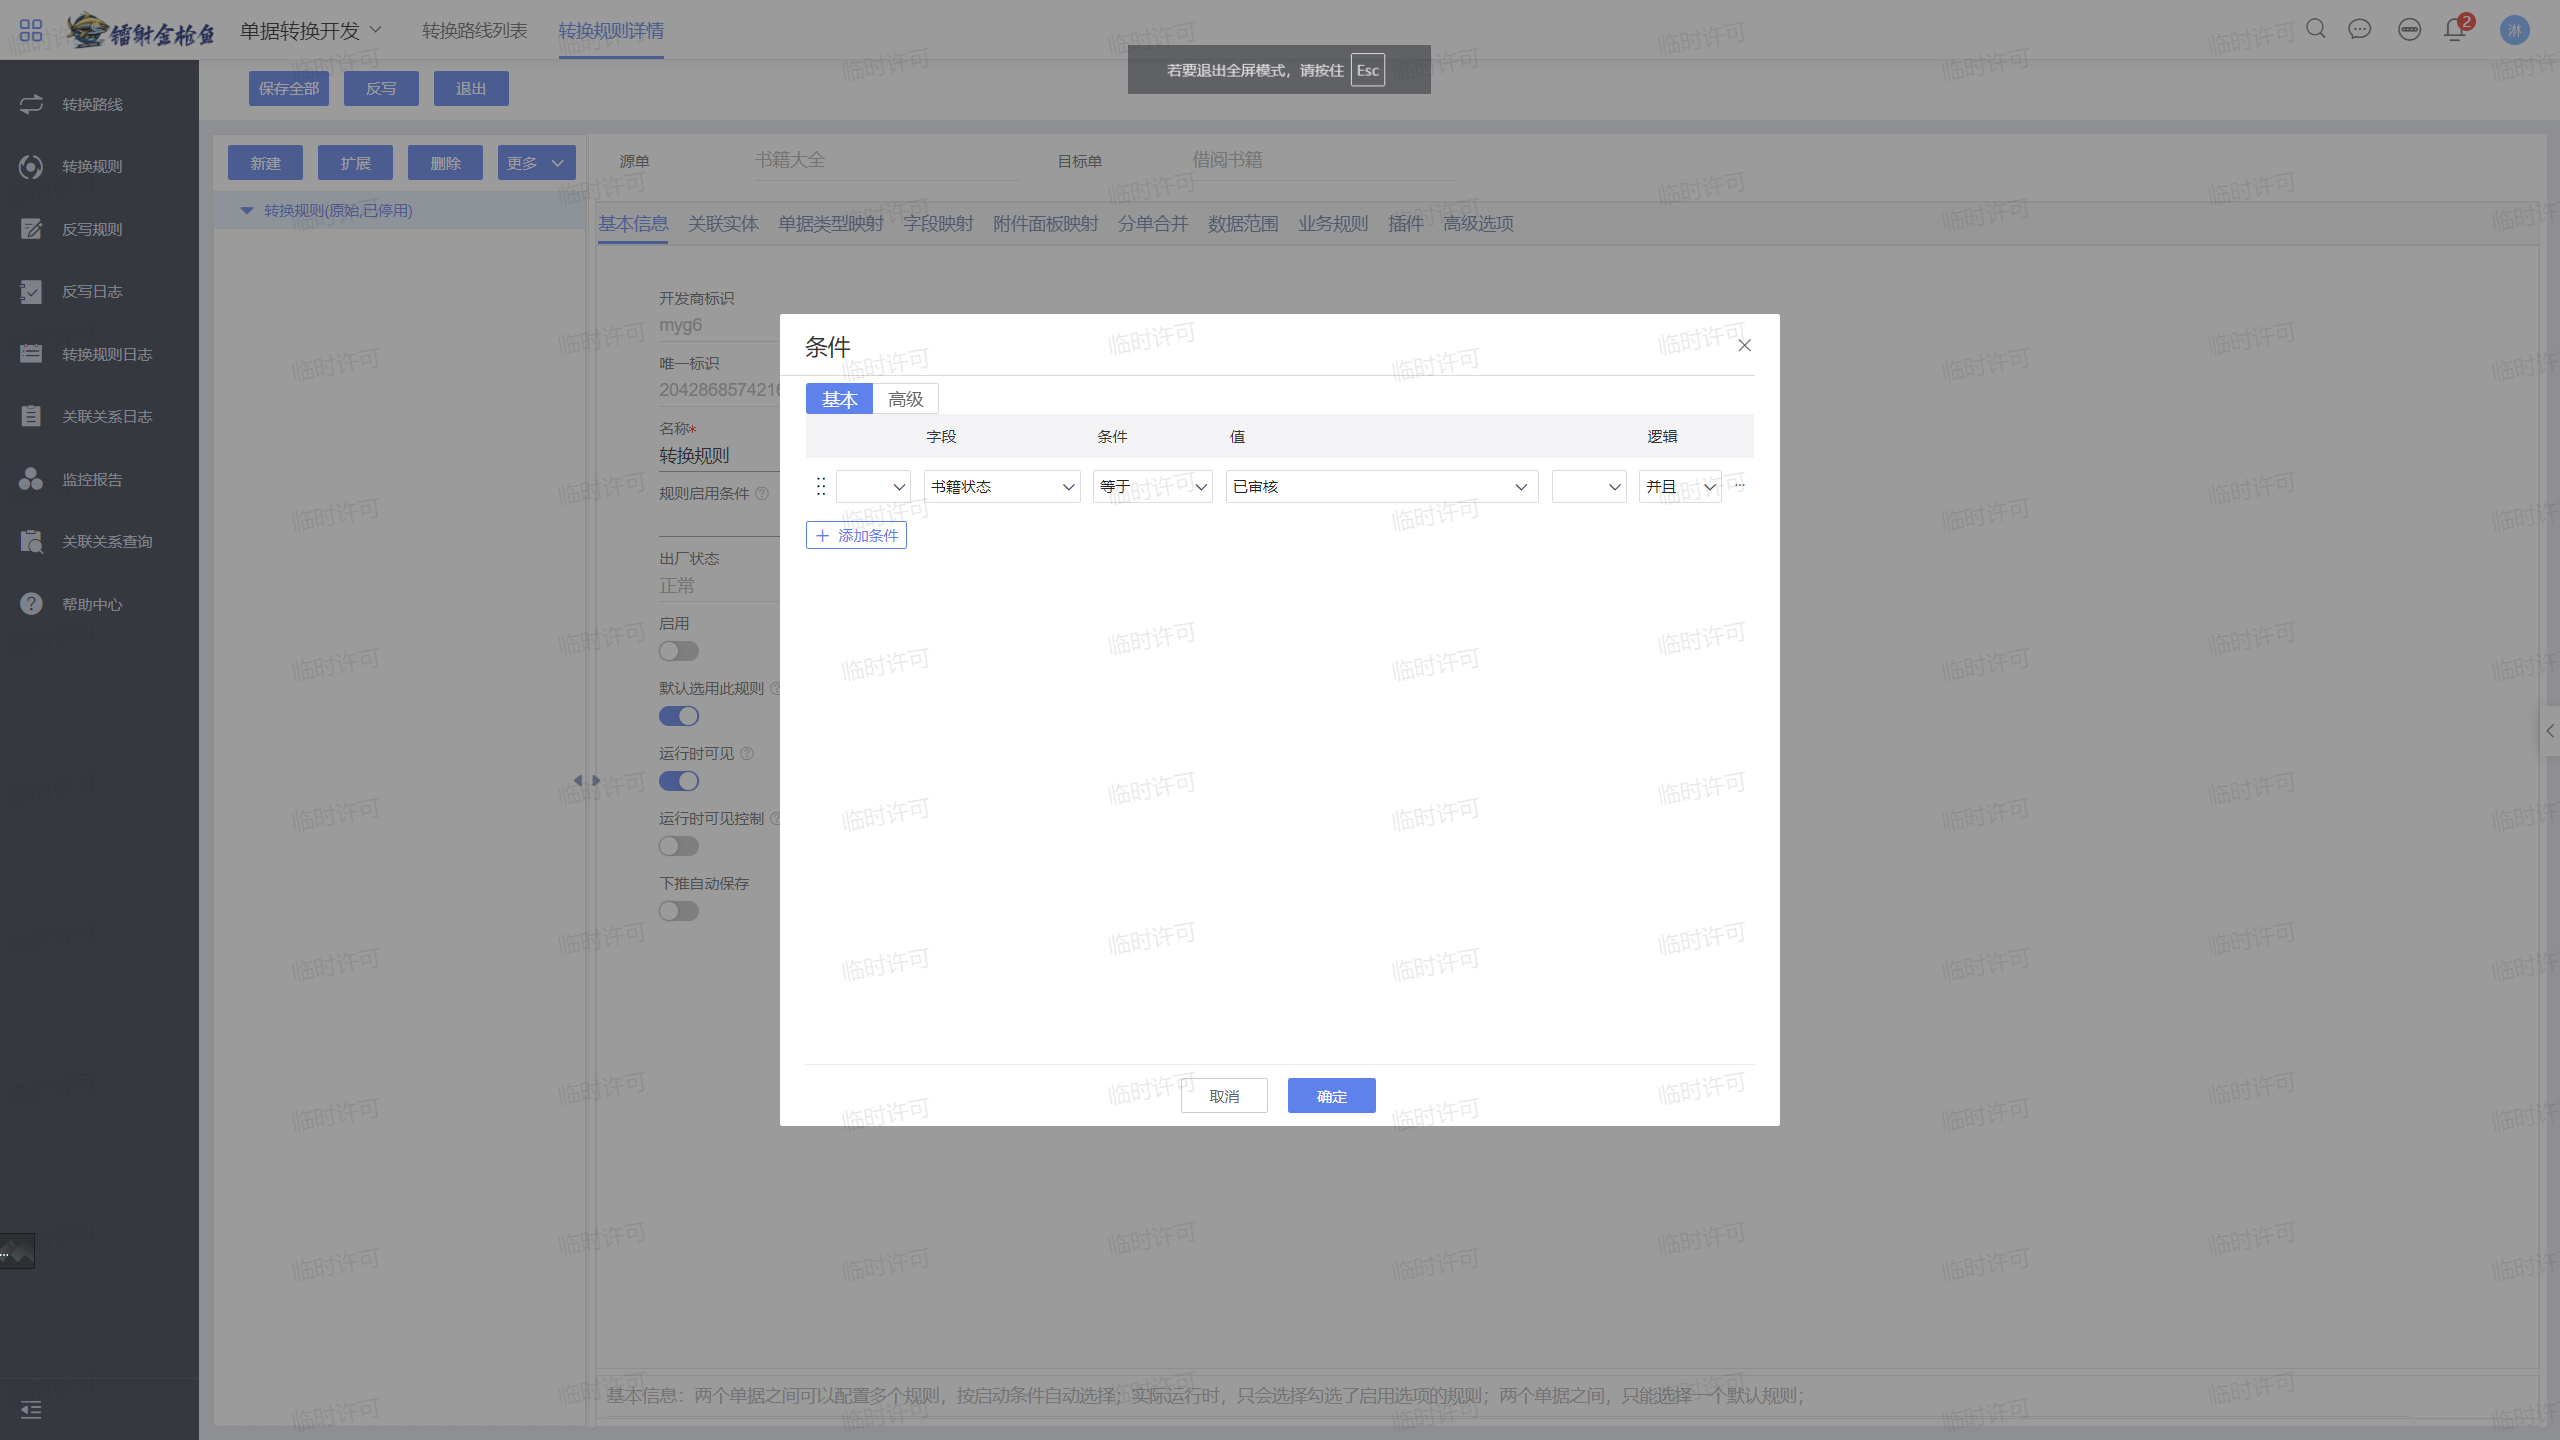 镭射金枪鱼 单据转换开发 转换路线列表 转换规则详情 2 淋
若要退出全屏模式，请按住 Esc
保存全部 反写 退出
转换路线
转换规则
反写规则
反写日志
转换规则日志
关联关系日志
监控报告
关联关系查询
帮助中心
新建 扩展 删除 更多
转换规则(原始,已停用)
源单 书籍大全 目标单 借阅书籍
基本信息 关联实体 单据类型映射 字段映射 附件面板映射 分单合并 数据范围 业务规则 插件 高级选项
开发商标识
myg6
唯一标识
2042868574216
名称*
转换规则
规则启用条件
出厂状态
正常
启用
默认选用此规则
运行时可见
运行时可见控制
下推自动保存
条件
基本 高级
字段 条件 值 逻辑
书籍状态 等于 已审核 并且 ...
添加条件
取消 确定
基本信息：两个单据之间可以配置多个规则，按启动条件自动选择；实际运行时，只会选择勾选了启用选项的规则；两个单据之间，只能选择一个默认规则；
临时许可